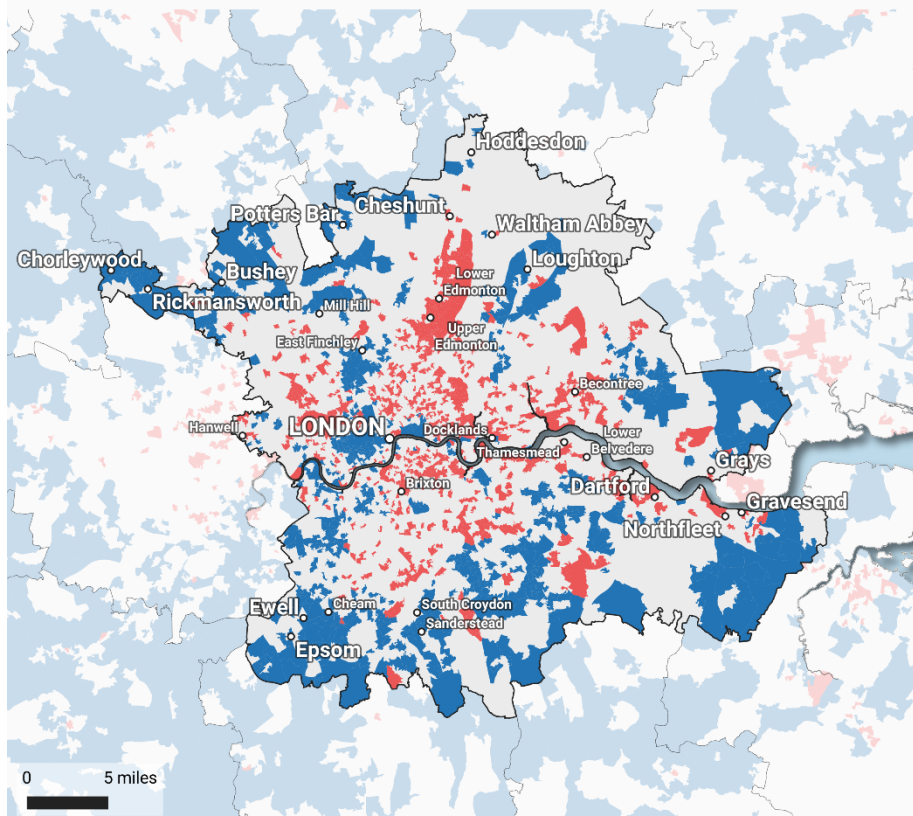 Hoddesdon
Potters Bar
Cheshunt
Waltham Abbey
Chorleywood
Bushey
Loughton
Rickmansworth
Lower
Edmonton
Mill Hill
Upper
Edmonton
East Finchley
Becontree
Hanwell
LONDON
Docklands
Thamesmead
Lower
Belvedere
Grays
Brixton
Dartford
Gravesend
Northfleet
Ewell
Cheam
South Croydon
Sanderstead
Epsom
0 5 miles